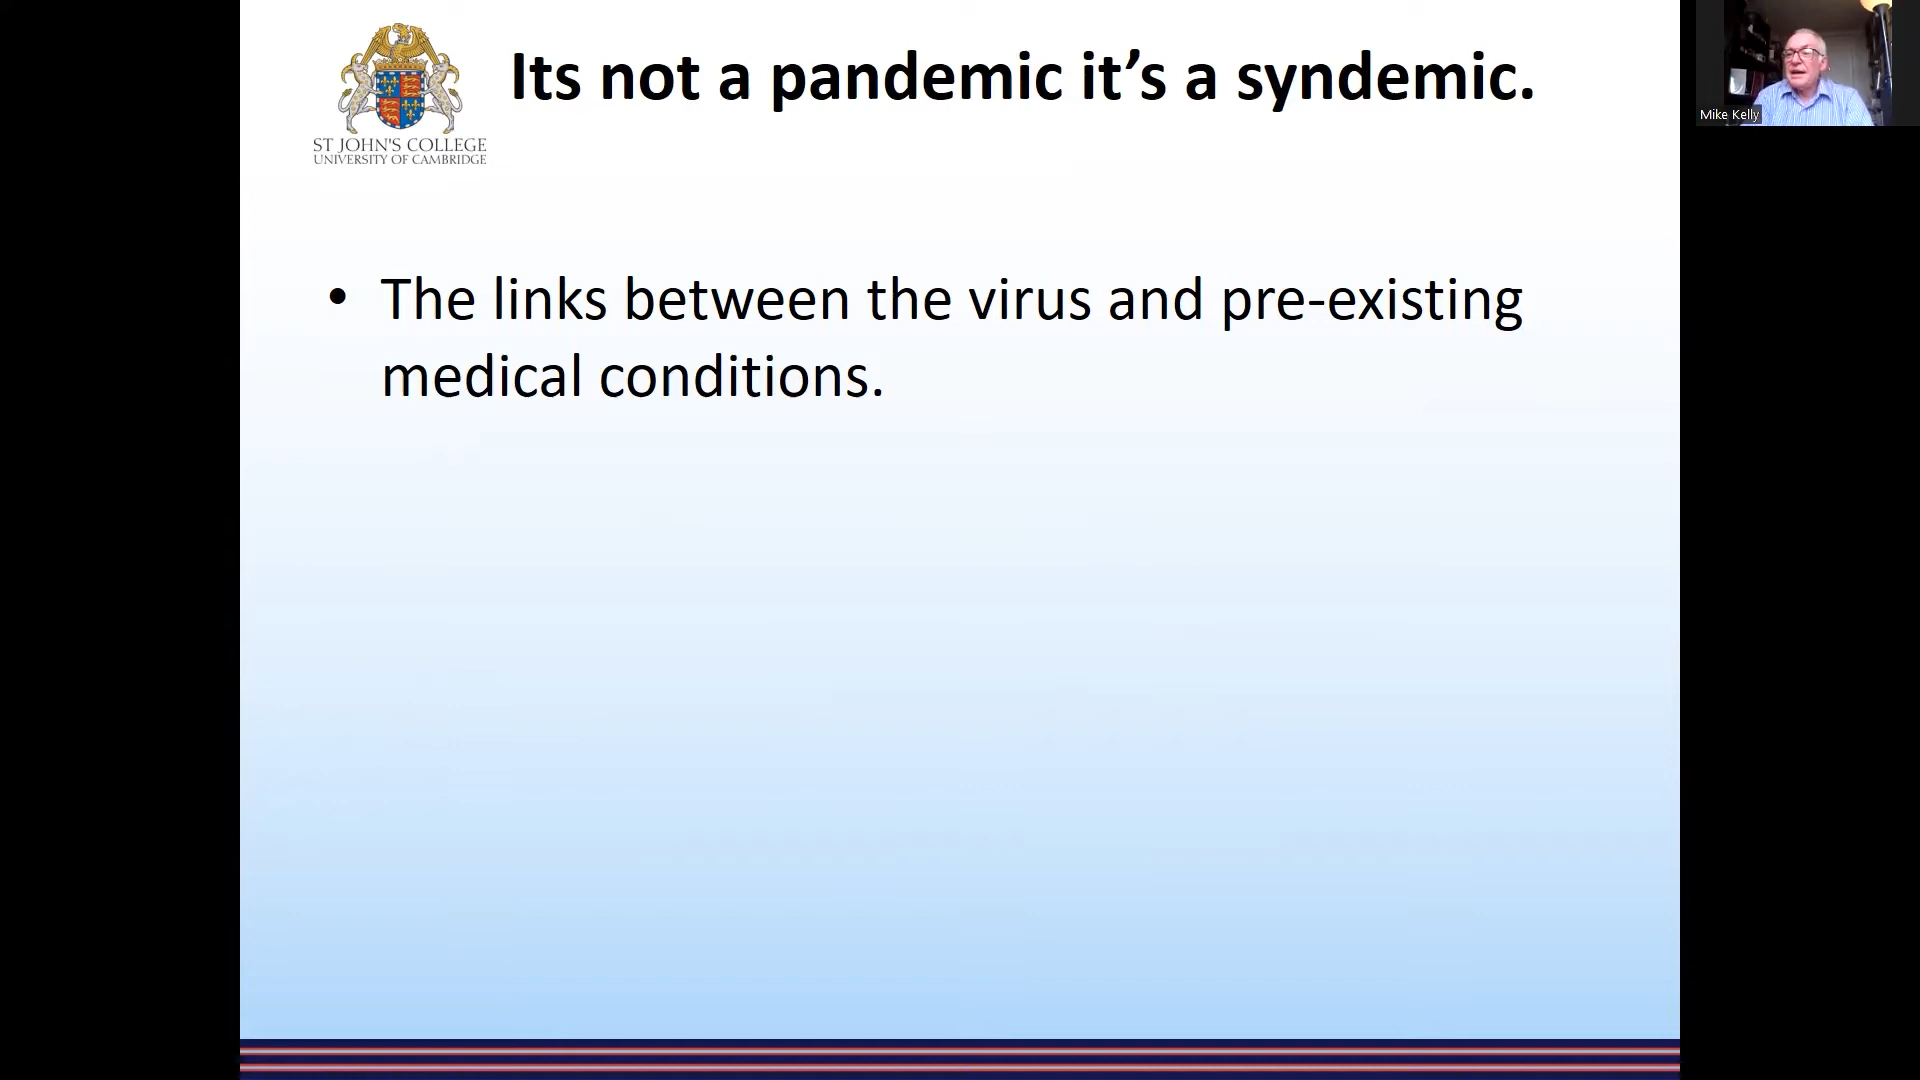 Its not a pandemic it’s a syndemic.
ST JOHN'S COLLEGE
UNIVERSITY OF CAMBRIDGE
• The links between the virus and pre-existing
medical conditions.
Mike Kelly